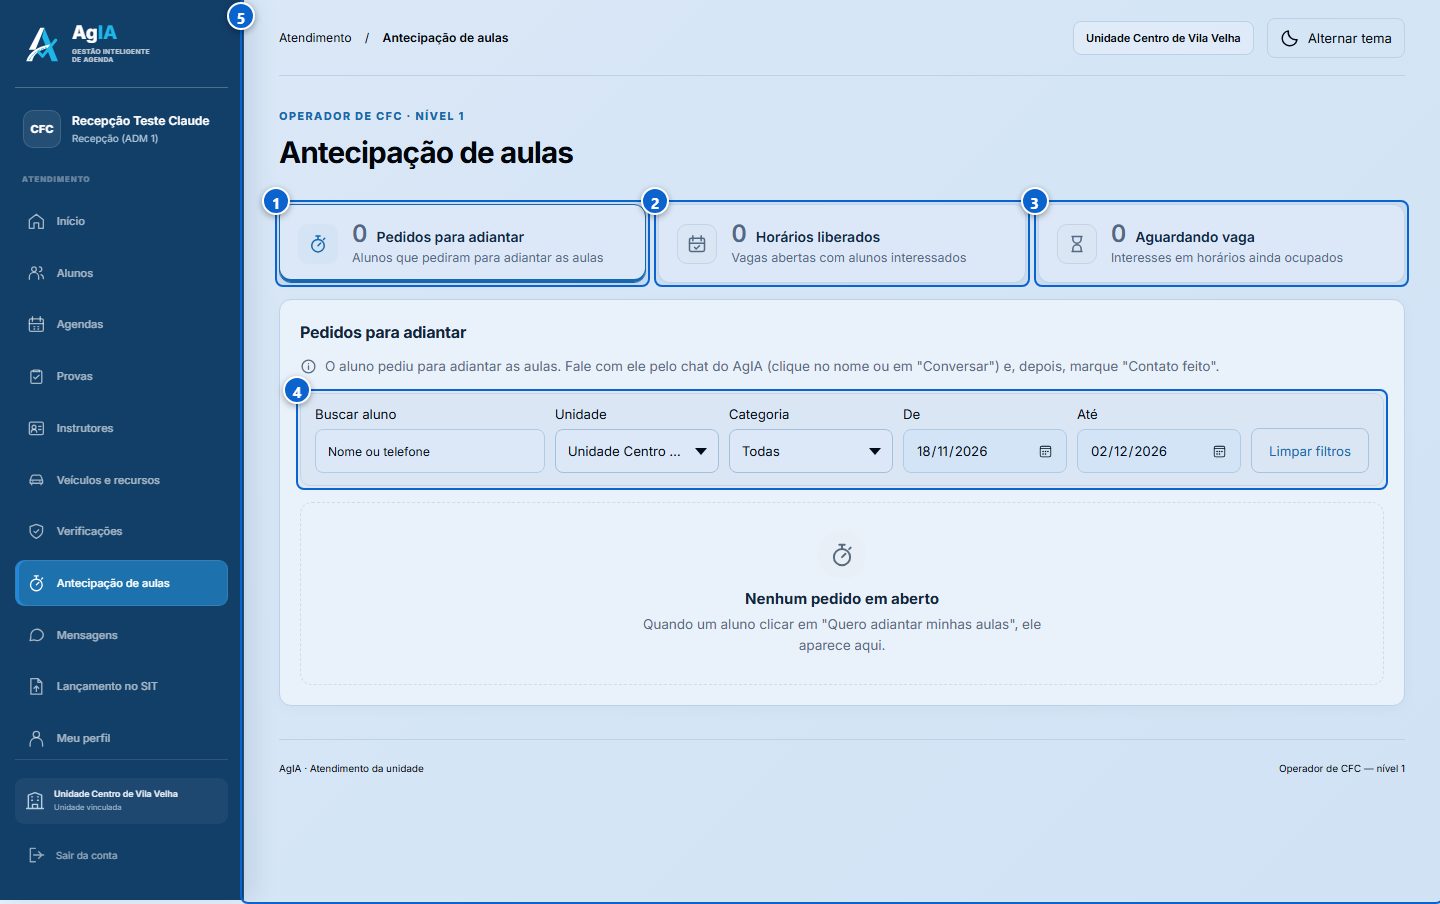 AgIA
GESTÃO INTELIGENTE
DE AGENDA
CFC
Recepção Teste Claude
Recepção (ADM 1)
ATENDIMENTO
Início
Alunos
Agendas
Provas
Instrutores
Veículos e recursos
Verificações
Antecipação de aulas
Mensagens
Lançamento no SIT
Meu perfil
Unidade Centro de Vila Velha
Unidade vinculada
Sair da conta
5
Atendimento / Antecipação de aulas
Unidade Centro de Vila Velha
Alternar tema
OPERADOR DE CFC · NÍVEL 1
Antecipação de aulas
1
0 Pedidos para adiantar
Alunos que pediram para adiantar as aulas
2
0 Horários liberados
Vagas abertas com alunos interessados
3
0 Aguardando vaga
Interesses em horários ainda ocupados
Pedidos para adiantar
O aluno pediu para adiantar as aulas. Fale com ele pelo chat do AgIA (clique no nome ou em "Conversar") e, depois, marque "Contato feito".
4
Buscar aluno Unidade Categoria De Até
Nome ou telefone Unidade Centro ... Todas 18/11/2026 02/12/2026 Limpar filtros
Nenhum pedido em aberto
Quando um aluno clicar em "Quero adiantar minhas aulas", ele
aparece aqui.
AgIA · Atendimento da unidade
Operador de CFC — nível 1